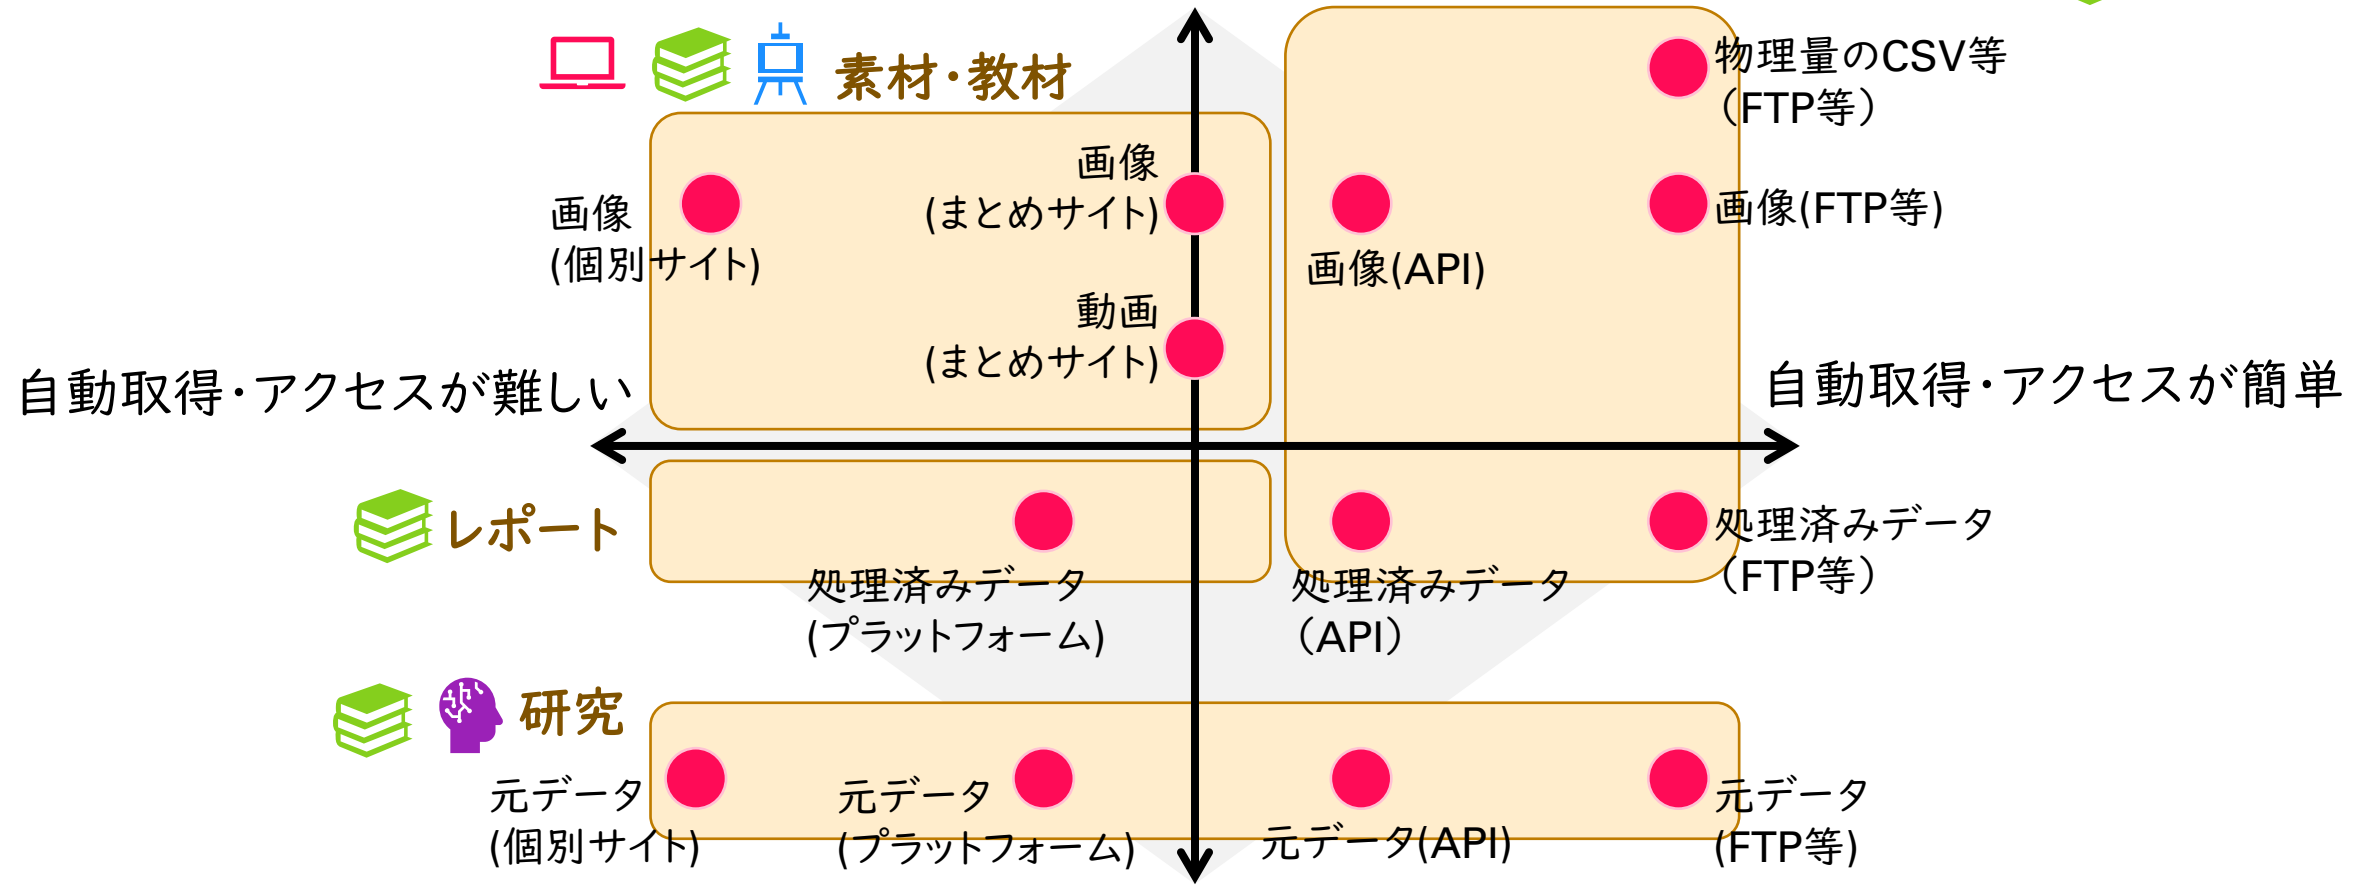 素材・教材
物理量のCSV等
（FTP等）
画像
(個別サイト)
画像
(まとめサイト)
画像(API)
画像(FTP等)
動画
(まとめサイト)
自動取得・アクセスが難しい
自動取得・アクセスが簡単
レポート
処理済みデータ
(プラットフォーム)
処理済みデータ
（API）
処理済みデータ
（FTP等）
研究
元データ
(個別サイト)
元データ
(プラットフォーム)
元データ(API)
元データ
(FTP等)